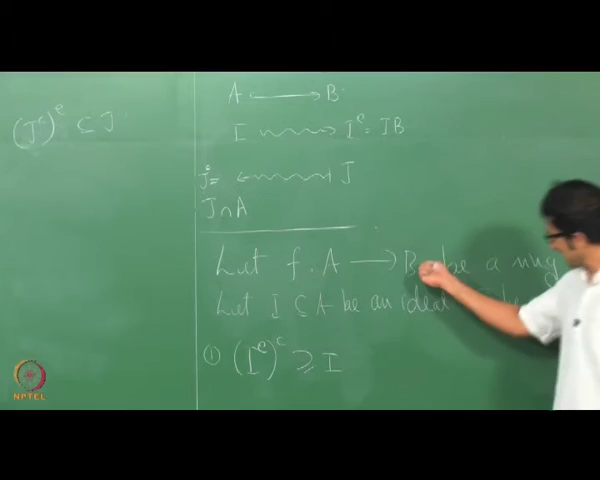 (J^c)^e ⊆ J
A ⟶ B
I ⇝ I^e = IB
J^c = ⇜ J
J∩A
Let f. A ⟶ B be a ring
Let I ⊆ A be an ideal
① (I^e)^c ⊇ I
NPTEL